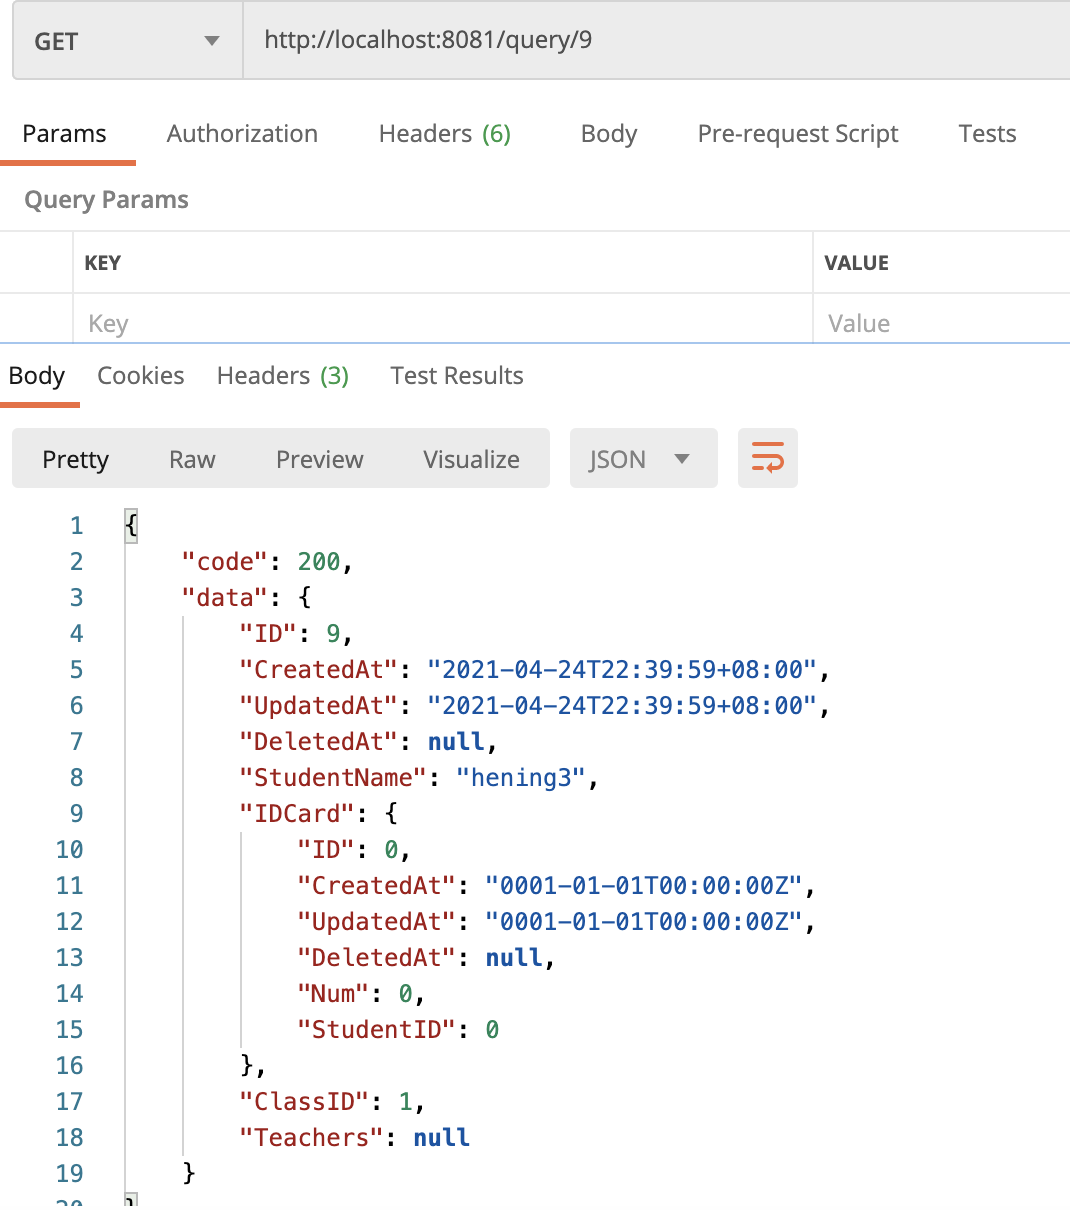 GET http://localhost:8081/query/9
Params Authorization Headers (6) Body Pre-request Script Tests
Query Params
KEY VALUE
Key Value
Body Cookies Headers (3) Test Results
Pretty Raw Preview Visualize JSON
1 {
2 "code": 200,
3 "data": {
4 "ID": 9,
5 "CreatedAt": "2021-04-24T22:39:59+08:00",
6 "UpdatedAt": "2021-04-24T22:39:59+08:00",
7 "DeletedAt": null,
8 "StudentName": "hening3",
9 "IDCard": {
10 "ID": 0,
11 "CreatedAt": "0001-01-01T00:00:00Z",
12 "UpdatedAt": "0001-01-01T00:00:00Z",
13 "DeletedAt": null,
14 "Num": 0,
15 "StudentID": 0
16 },
17 "ClassID": 1,
18 "Teachers": null
19 }
20 }